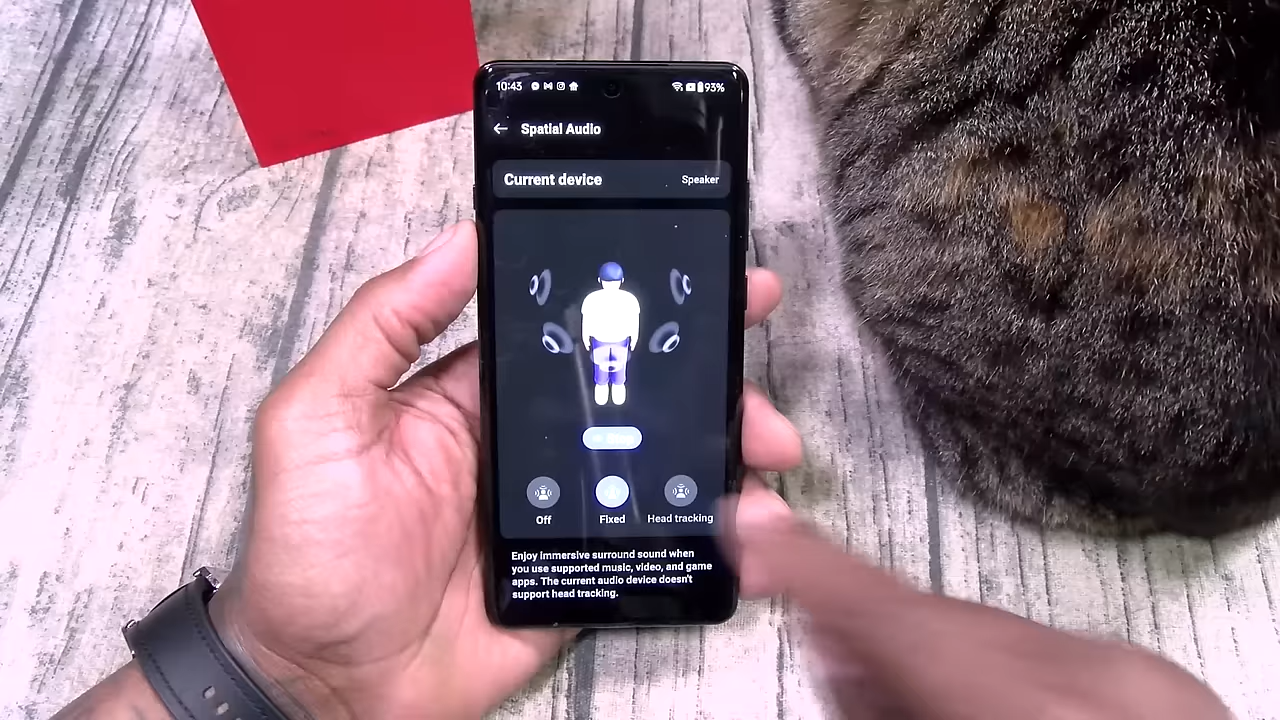 10:43
93%
Spatial Audio
Current device
Speaker
Off
Fixed
Head tracking
Enjoy immersive surround sound when
you use supported music, video, and game
apps. The current audio device doesn't
support head tracking.